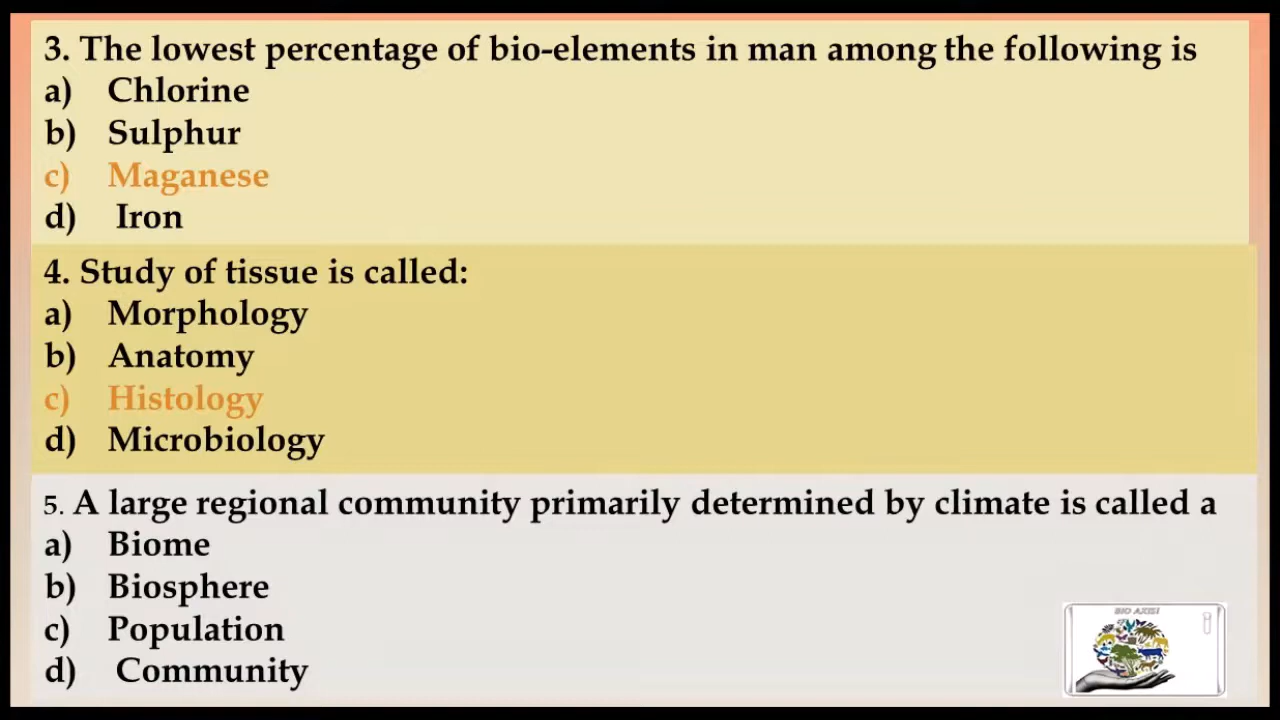 3. The lowest percentage of bio-elements in man among the following is
a) Chlorine
b) Sulphur
c) Maganese
d) Iron
4. Study of tissue is called:
a) Morphology
b) Anatomy
c) Histology
d) Microbiology
5. A large regional community primarily determined by climate is called a
a) Biome
b) Biosphere
c) Population
d) Community
BIO AXIS!